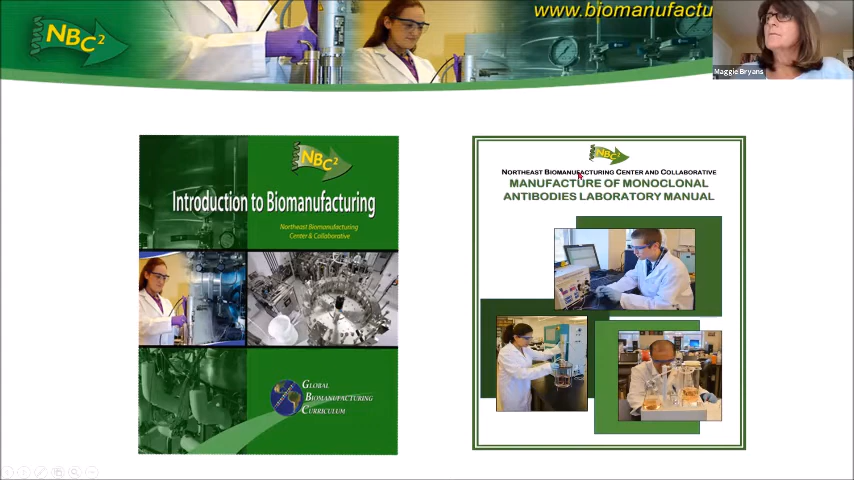 NBC²
www.biomanufactu
Maggie Bryans
NBC²
Introduction to Biomanufacturing
Northeast Biomanufacturing
Center & Collaborative
GLOBAL
BIOMANUFACTURING
CURRICULUM
NBC²
NORTHEAST BIOMANUFACTURING CENTER AND COLLABORATIVE
MANUFACTURE OF MONOCLONAL
ANTIBODIES LABORATORY MANUAL